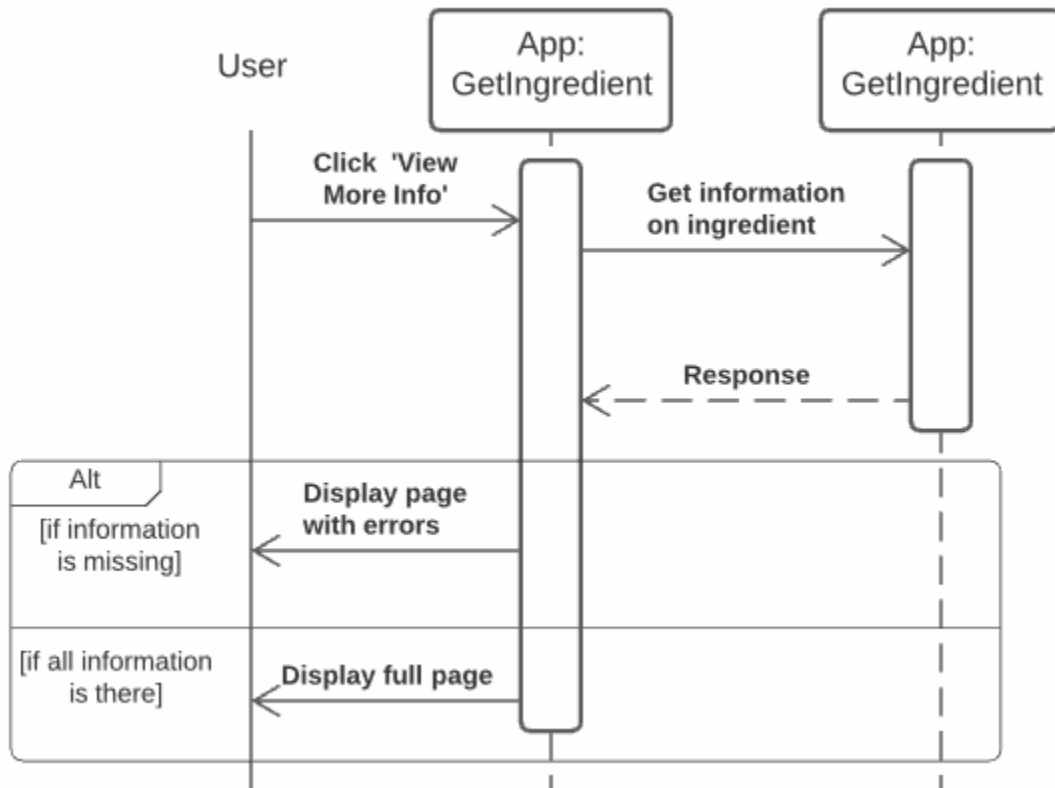 User
App:
GetIngredient
App:
GetIngredient
Click 'View
More Info'
Get information
on ingredient
Response
Alt
[if information
is missing]
Display page
with errors
[if all information
is there]
Display full page